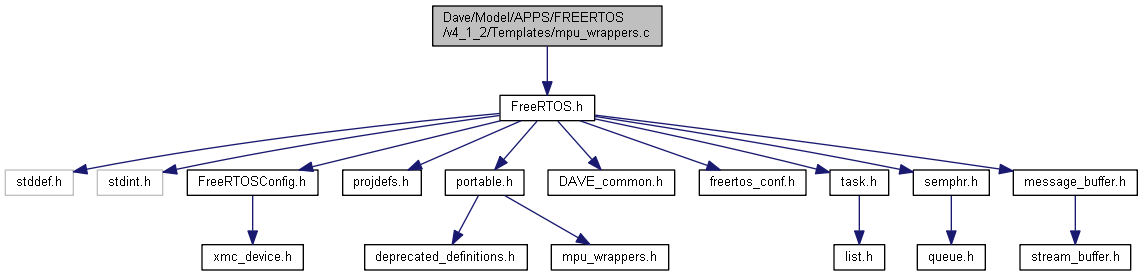 Dave/Model/APPS/FREERTOS
/v4_1_2/Templates/mpu_wrappers.c
FreeRTOS.h
stddef.h
stdint.h
FreeRTOSConfig.h
projdefs.h
portable.h
DAVE_common.h
freertos_conf.h
task.h
semphr.h
message_buffer.h
xmc_device.h
deprecated_definitions.h
mpu_wrappers.h
list.h
queue.h
stream_buffer.h